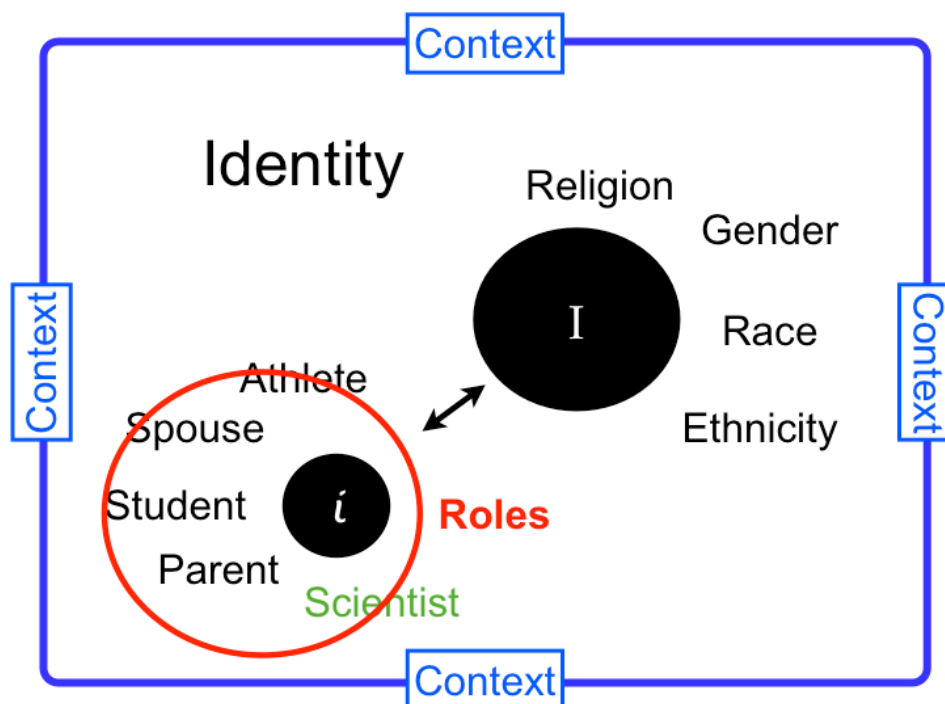 Context
Identity
Religion
Gender
I
Race
Context
Context
Athlete
Spouse
Ethnicity
Student
i
Roles
Parent
Scientist
Context